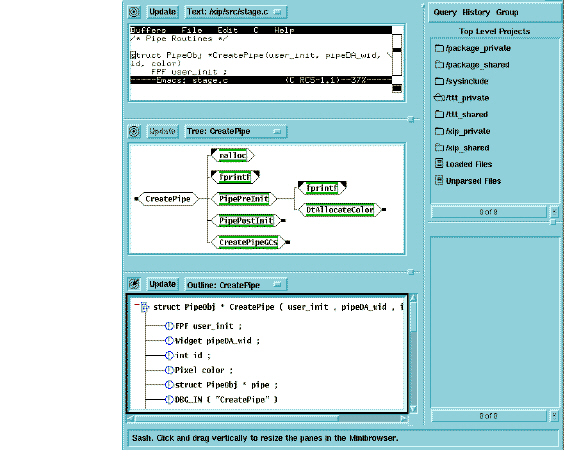 Update
Text: /xip/src/stage.c
Buffers File Edit C Help
/* Pipe Routines */
struct PipeObj *CreatePipe(user_init, pipeDA_wid, \
id, color)
FPF user_init ;
Emacs: stage.c (C RCS-1.1)--37%
Update
Tree: CreatePipe
malloc
fprintf
fprintf
CreatePipe
PipePreInit
DtAllocateColor
PipePostInit
CreatePipeGCs
Update
Outline: CreatePipe
struct PipeObj * CreatePipe ( user_init , pipeDA_wid , i
FPF user_init ;
Widget pipeDA_wid ;
int id ;
Pixel color ;
struct PipeObj * pipe ;
DBG_IN ( "CreatePipe" )
Query History Group
Top Level Projects
/package_private
/package_shared
/sysinclude
/ttt_private
/ttt_shared
/xip_private
/xip_shared
Loaded Files
Unparsed Files
0 of 0
Sash. Click and drag vertically to resize the panes in the Minibrowser.